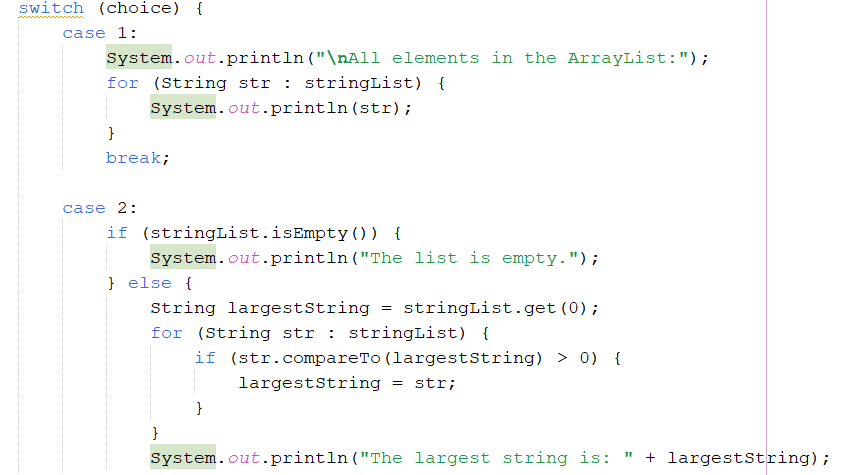 switch (choice) {
case 1:
System.out.println("\nAll elements in the ArrayList:");
for (String str : stringList) {
System.out.println(str);
}
break;
case 2:
if (stringList.isEmpty()) {
System.out.println("The list is empty.");
} else {
String largestString = stringList.get(0);
for (String str : stringList) {
if (str.compareTo(largestString) > 0) {
largestString = str;
}
}
System.out.println("The largest string is: " + largestString);